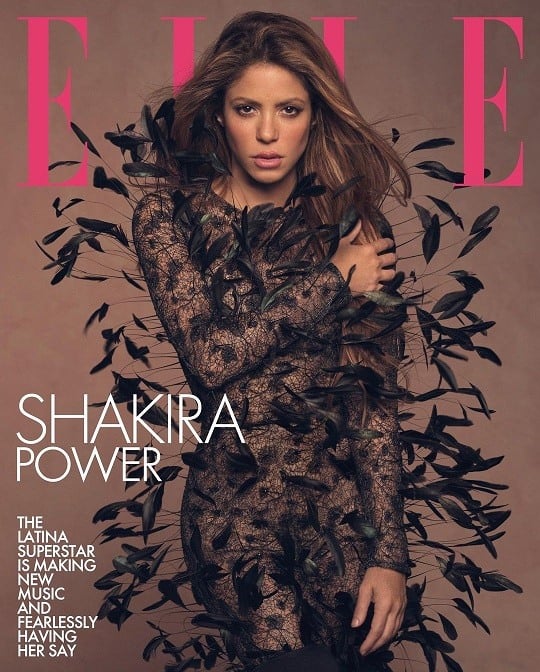 ELLE
SHAKIRA
POWER
THE
LATINA
SUPERSTAR
IS MAKING
NEW
MUSIC
AND
FEARLESSLY
HAVING
HER SAY